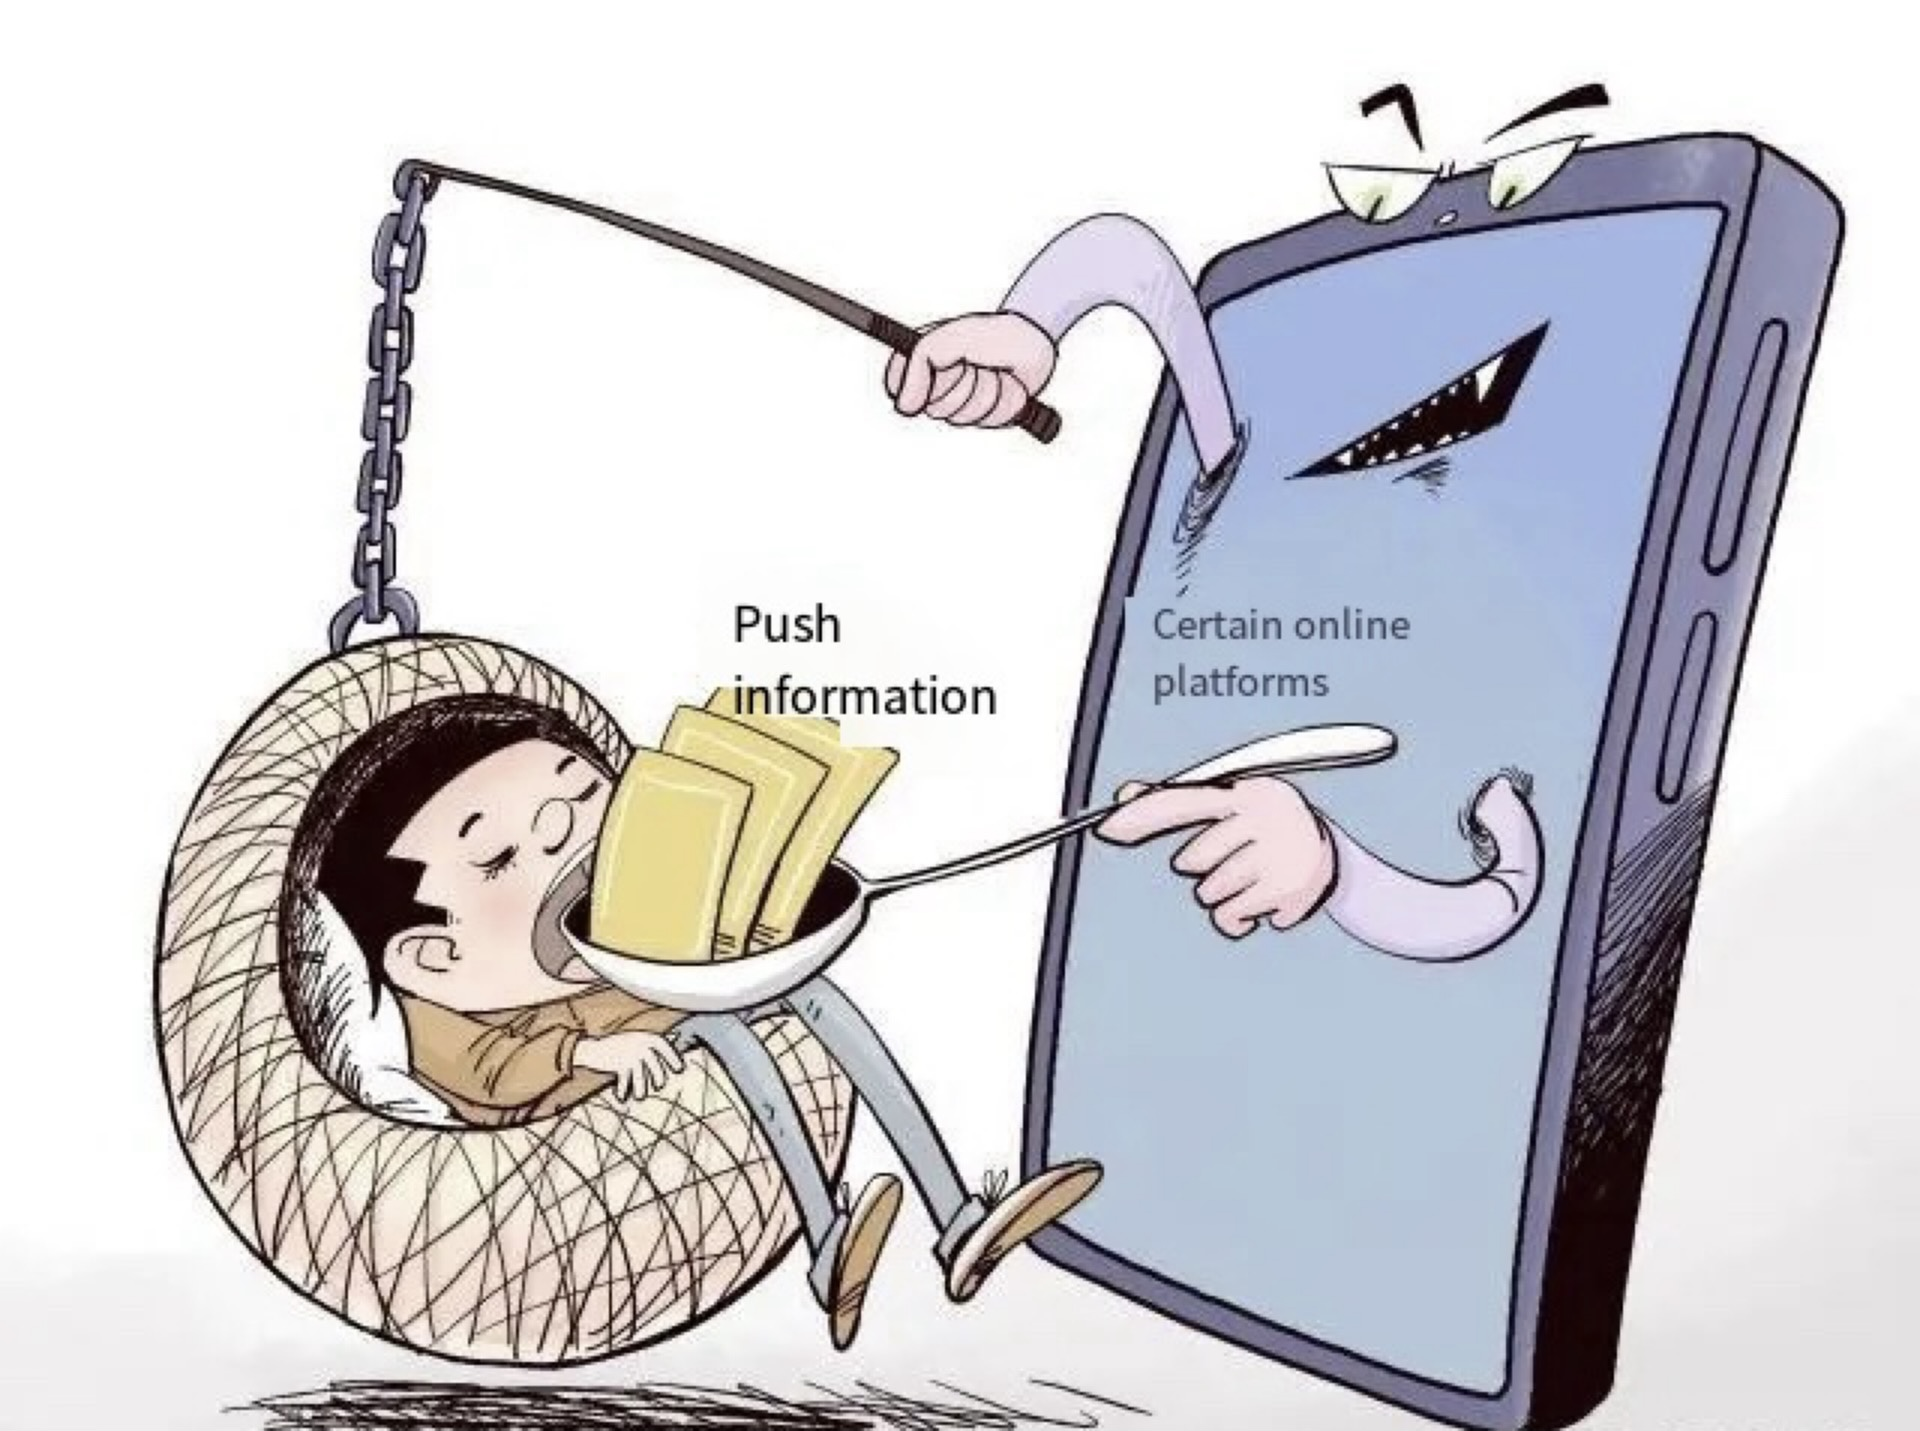 Push
information
Certain online
platforms